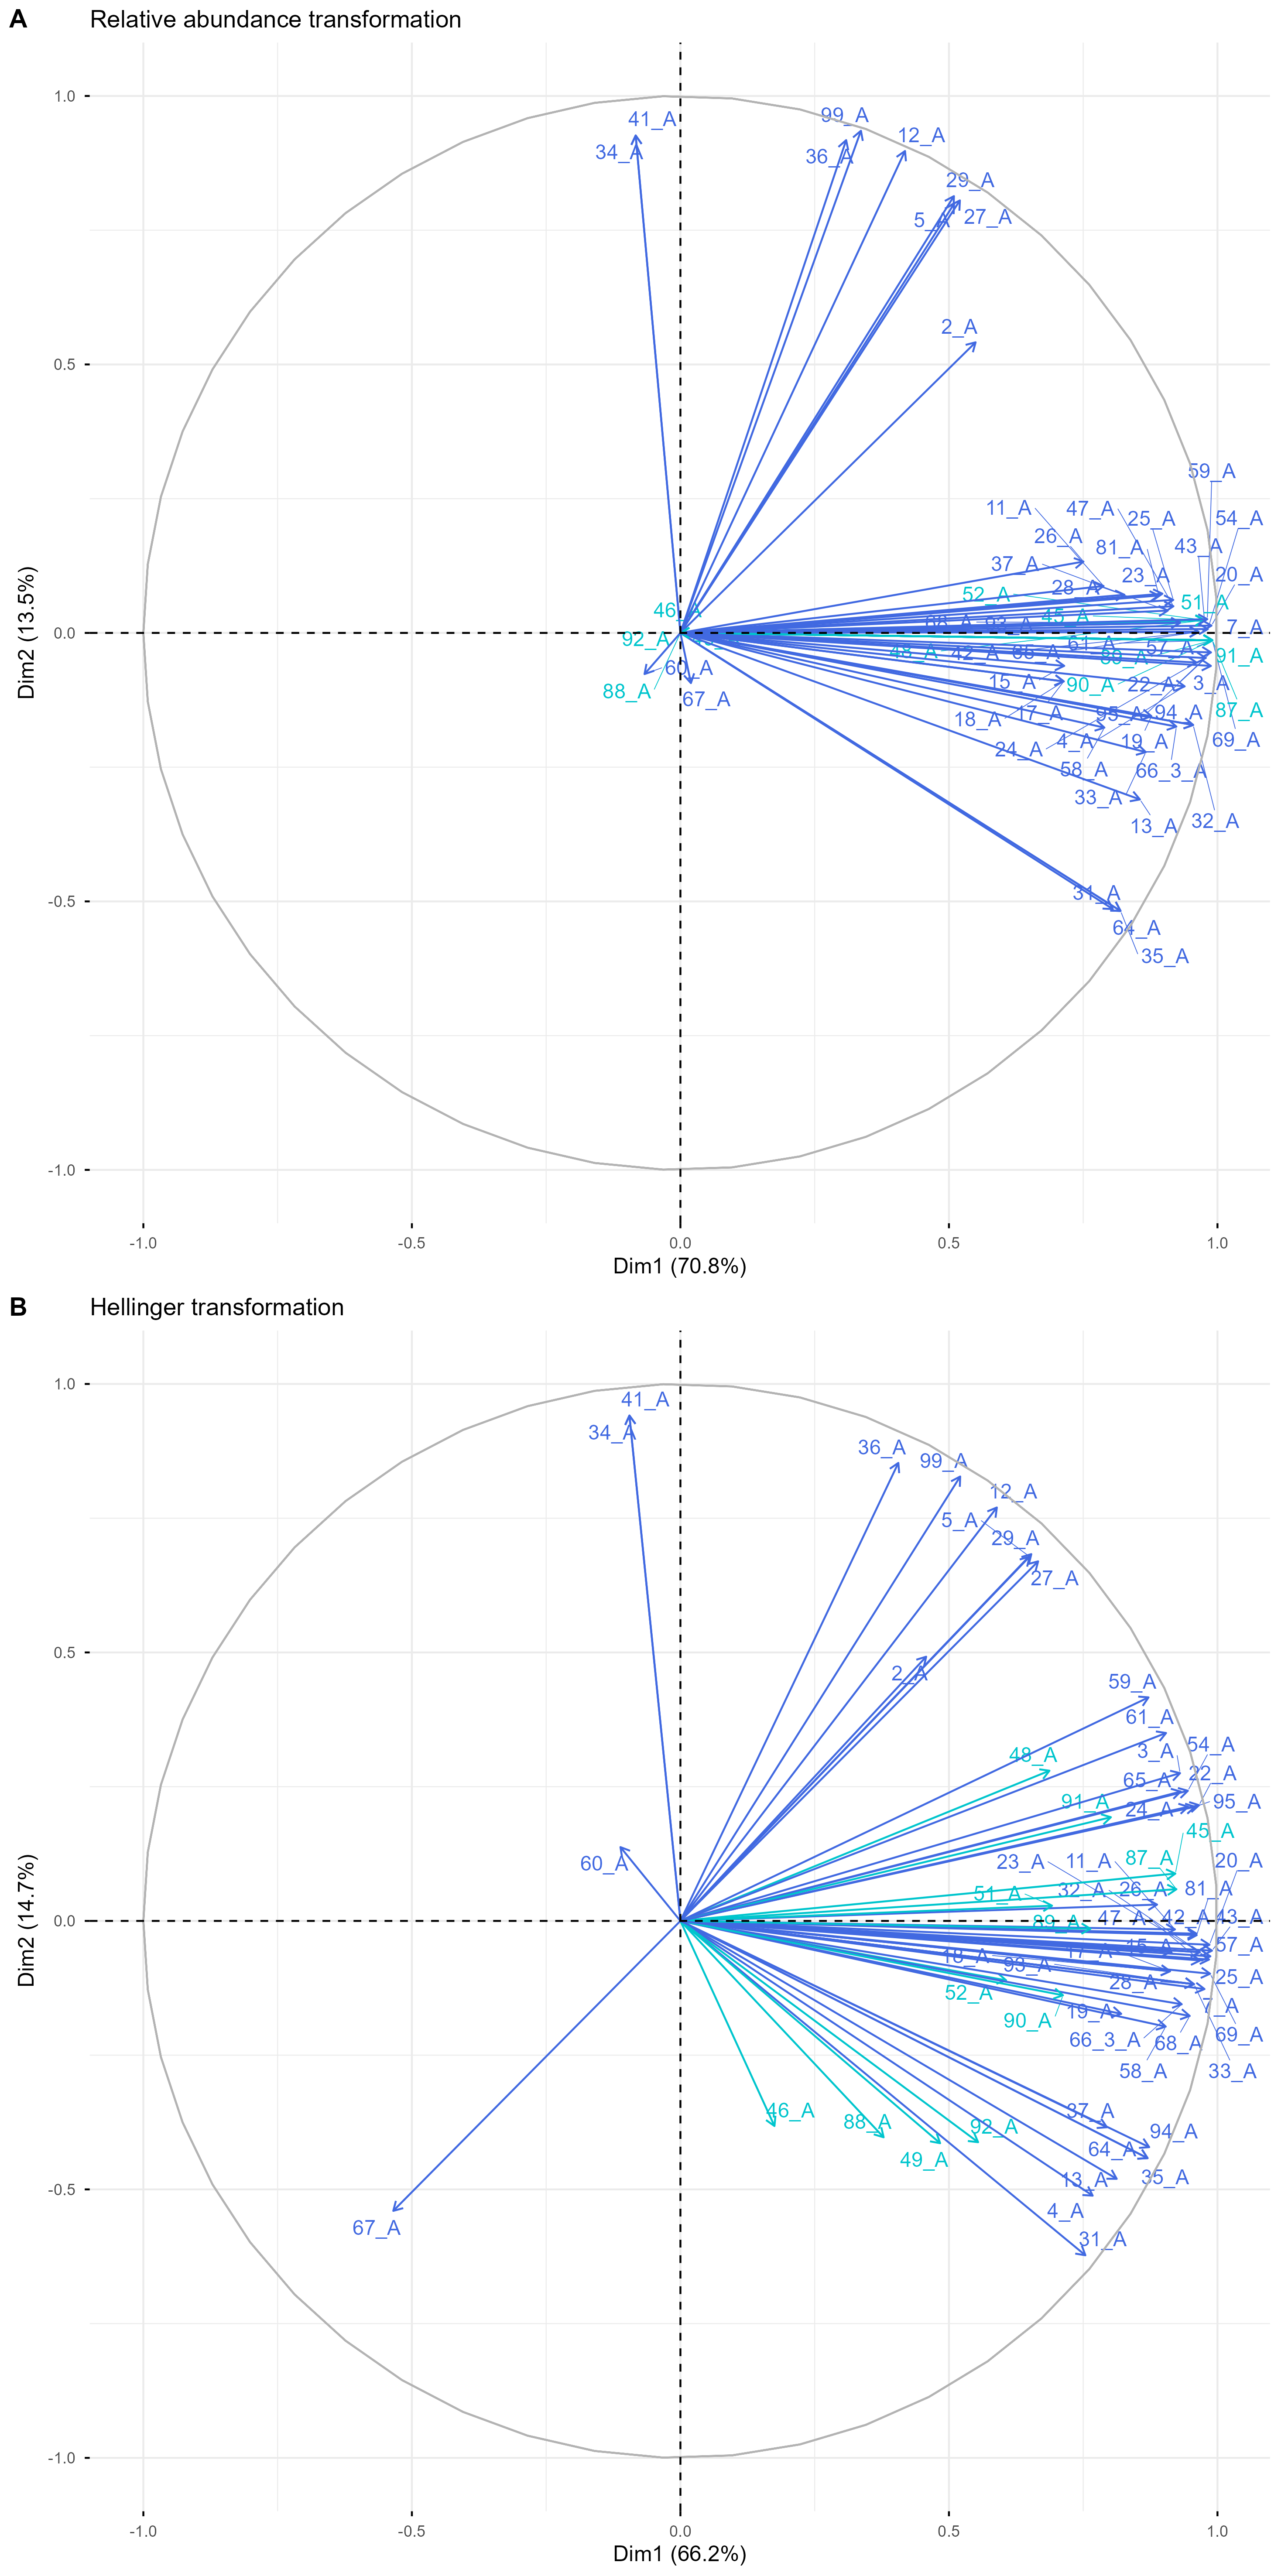 A Relative abundance transformation
1.0
41_A
34_A
99_A
36_A
12_A
29_A
5_A
27_A
2_A
0.5
59_A
11_A
47_A
25_A
54_A
26_A
81_A
43_A
37_A
28_A
23_A
20_A
52_A
51_A
46_A
45_A
7_A
92_A
61_A
57_A
48_A
42_A
89_A
91_A
0.0
60_A
88_A
67_A
15_A
90_A
22_A
3_A
87_A
18_A
17_A
95_A
94_A
24_A
4_A
19_A
69_A
58_A
66_3_A
33_A
13_A
32_A
31_A
-0.5
64_A
35_A
-1.0
-1.0
-0.5
0.0
0.5
1.0
Dim1 (70.8%)
Dim2 (13.5%)
B Hellinger transformation
1.0
41_A
34_A
36_A
99_A
12_A
5_A
29_A
27_A
0.5
2_A
59_A
61_A
48_A
3_A
54_A
65_A
22_A
91_A
24_A
95_A
45_A
60_A
23_A
11_A
87_A
20_A
51_A
32_A
26_A
81_A
0.0
89_A
47_A
42_A
43_A
18_A
93_A
17_A
57_A
52_A
28_A
25_A
90_A
19_A
7_A
66_3_A
68_A
69_A
58_A
33_A
46_A
88_A
92_A
49_A
37_A
94_A
64_A
13_A
35_A
4_A
31_A
-0.5
67_A
-1.0
-1.0
-0.5
0.0
0.5
1.0
Dim1 (66.2%)
Dim2 (14.7%)